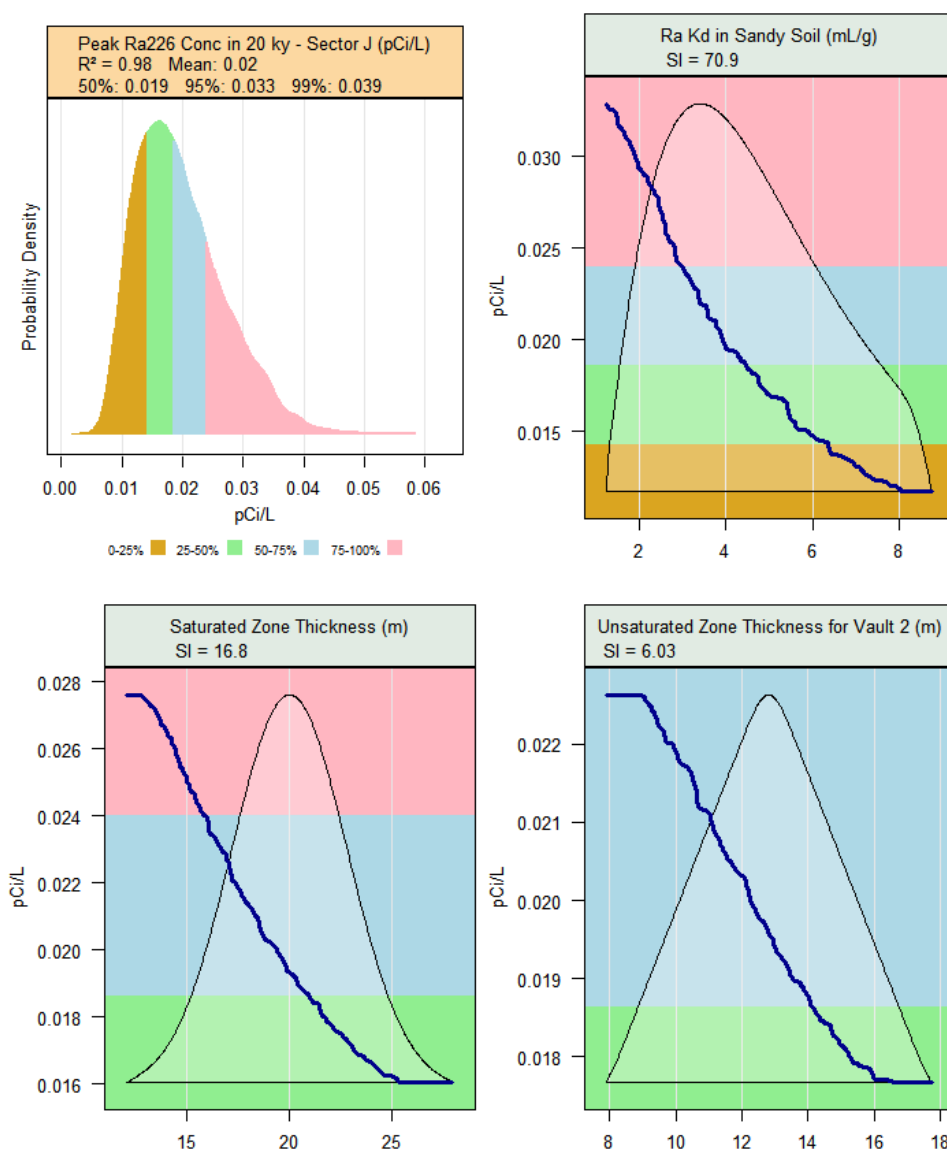 Peak Ra226 Conc in 20 ky - Sector J (pCi/L)
R² = 0.98 Mean: 0.02
50%: 0.019 95%: 0.033 99%: 0.039
Probability Density
0.00 0.01 0.02 0.03 0.04 0.05 0.06
pCi/L
0-25% 25-50% 50-75% 75-100%
Ra Kd in Sandy Soil (mL/g)
SI = 70.9
pCi/L
0.030
0.025
0.020
0.015
2 4 6 8
Saturated Zone Thickness (m)
SI = 16.8
pCi/L
0.028
0.026
0.024
0.022
0.020
0.018
0.016
15 20 25
Unsaturated Zone Thickness for Vault 2 (m)
SI = 6.03
pCi/L
0.022
0.021
0.020
0.019
0.018
8 10 12 14 16 18